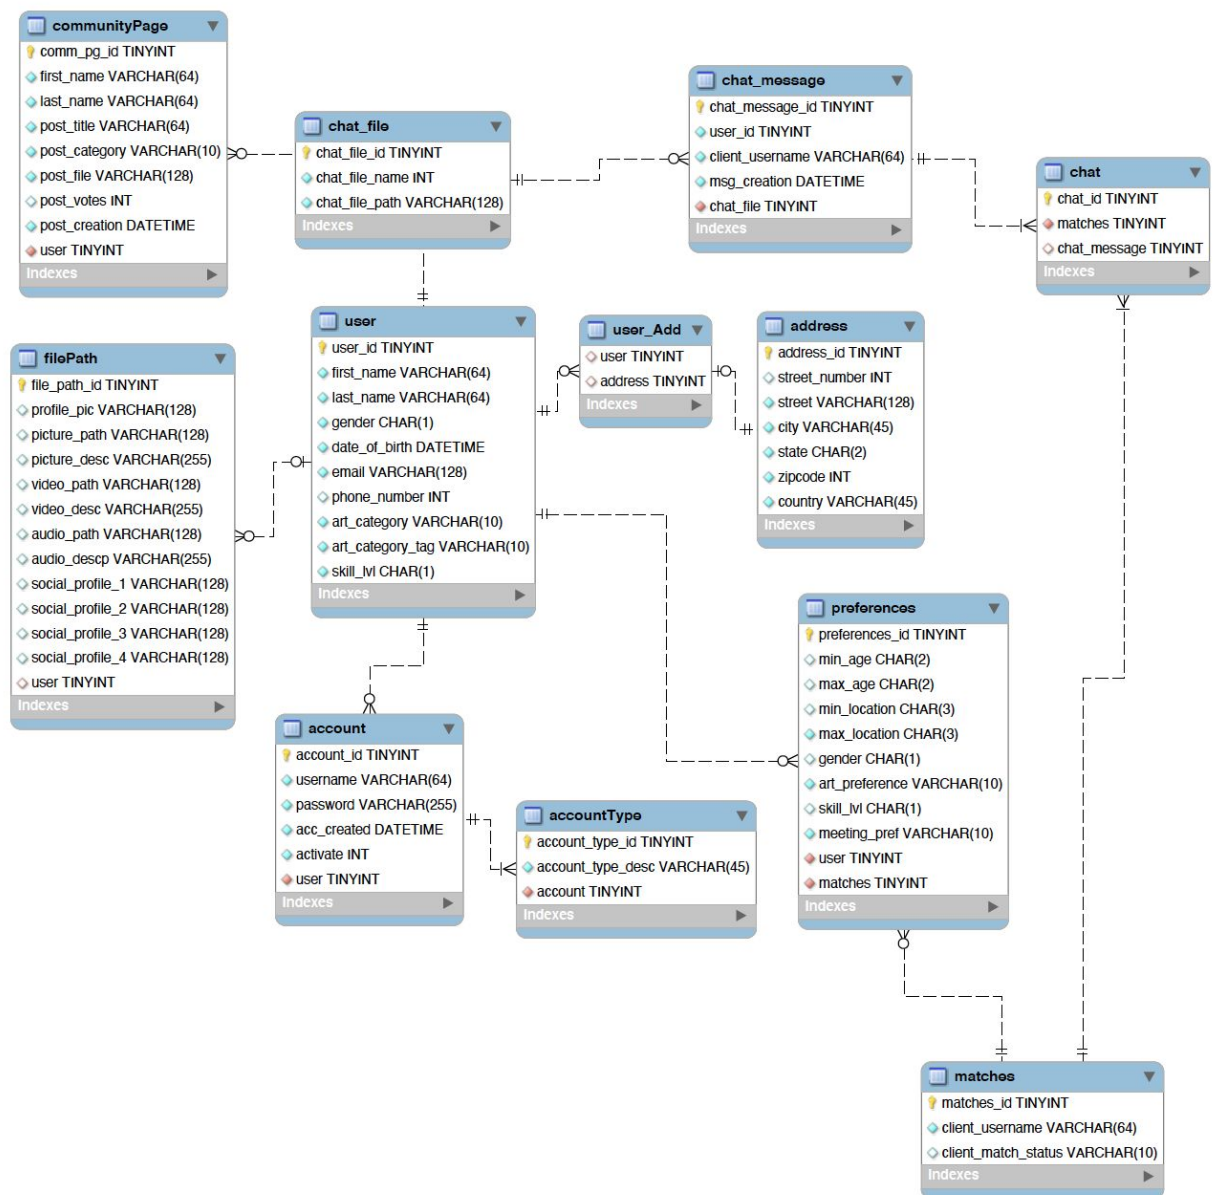 communityPage
comm_pg_id TINYINT
first_name VARCHAR(64)
last_name VARCHAR(64)
post_title VARCHAR(64)
post_category VARCHAR(10)
post_file VARCHAR(128)
post_votes INT
post_creation DATETIME
user TINYINT
Indexes
chat_file
chat_file_id TINYINT
chat_file_name INT
chat_file_path VARCHAR(128)
Indexes
chat_message
chat_message_id TINYINT
user_id TINYINT
client_username VARCHAR(64)
msg_creation DATETIME
chat_file TINYINT
Indexes
chat
chat_id TINYINT
matches TINYINT
chat_message TINYINT
Indexes
filePath
file_path_id TINYINT
profile_pic VARCHAR(128)
picture_path VARCHAR(128)
picture_desc VARCHAR(255)
video_path VARCHAR(128)
video_desc VARCHAR(255)
audio_path VARCHAR(128)
audio_descp VARCHAR(255)
social_profile_1 VARCHAR(128)
social_profile_2 VARCHAR(128)
social_profile_3 VARCHAR(128)
social_profile_4 VARCHAR(128)
user TINYINT
Indexes
user
user_id TINYINT
first_name VARCHAR(64)
last_name VARCHAR(64)
gender CHAR(1)
date_of_birth DATETIME
email VARCHAR(128)
phone_number INT
art_category VARCHAR(10)
art_category_tag VARCHAR(10)
skill_lvl CHAR(1)
Indexes
user_Add
user TINYINT
address TINYINT
Indexes
address
address_id TINYINT
street_number INT
street VARCHAR(128)
city VARCHAR(45)
state CHAR(2)
zipcode INT
country VARCHAR(45)
Indexes
account
account_id TINYINT
username VARCHAR(64)
password VARCHAR(255)
acc_created DATETIME
activate INT
user TINYINT
Indexes
accountType
account_type_id TINYINT
account_type_desc VARCHAR(45)
account TINYINT
Indexes
preferences
preferences_id TINYINT
min_age CHAR(2)
max_age CHAR(2)
min_location CHAR(3)
max_location CHAR(3)
gender CHAR(1)
art_preference VARCHAR(10)
skill_lvl CHAR(1)
meeting_pref VARCHAR(10)
user TINYINT
matches TINYINT
Indexes
matches
matches_id TINYINT
client_username VARCHAR(64)
client_match_status VARCHAR(10)
Indexes